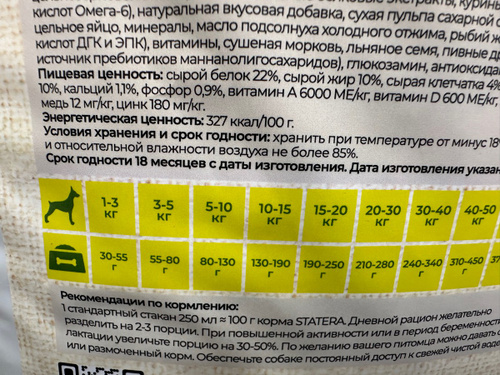 кислот Омега-6), натуральная вкусовая добавка, сухая пульпа сахарной
цельное яйцо, минералы, масло подсолнуха холодного отжима, рыбий
кислот ДГК и ЭПК), витамины, сушеная морковь, льняное семя, пивные
источник пребиотиков маннанолигосахаридов), глюкозамин, антиокси
Пищевая ценность: сырой белок 22%, сырой жир 10%, сырая клетчатка 4%
10%, кальций 1,1%, фосфор 0,9%, витамин А 6000 МЕ/кг, витамин D 600 МЕ/кг,
медь 12 мг/кг, цинк 180 мг/кг.
Энергетическая ценность: 327 ккал/100 г.
Условия хранения и срок годности: хранить при температуре от минус 18°
и относительной влажности воздуха не более 85%.
Срок годности 18 месяцев с даты изготовления. Дата изготовления указан
1-3 кг 3-5 кг 5-10 кг 10-15 кг 15-20 кг 20-30 кг 30-40 кг 40-50 кг
30-55 г 55-80 г 80-130 г 130-190 г 190-250 г 210-280 г 240-340 г 310-450 г
Рекомендации по кормлению:
1 стандартный стакан 250 мл ≈ 100 г корма STATERA. Дневной рацион желательно
разделить на 2-3 порции. При повышенной активности или в период беременност
лактации увеличьте порцию на 30-50%. По желанию вашего питомца можно давать
или размоченный корм. Обеспечьте собаке постоянный доступ к свежей чистой воде